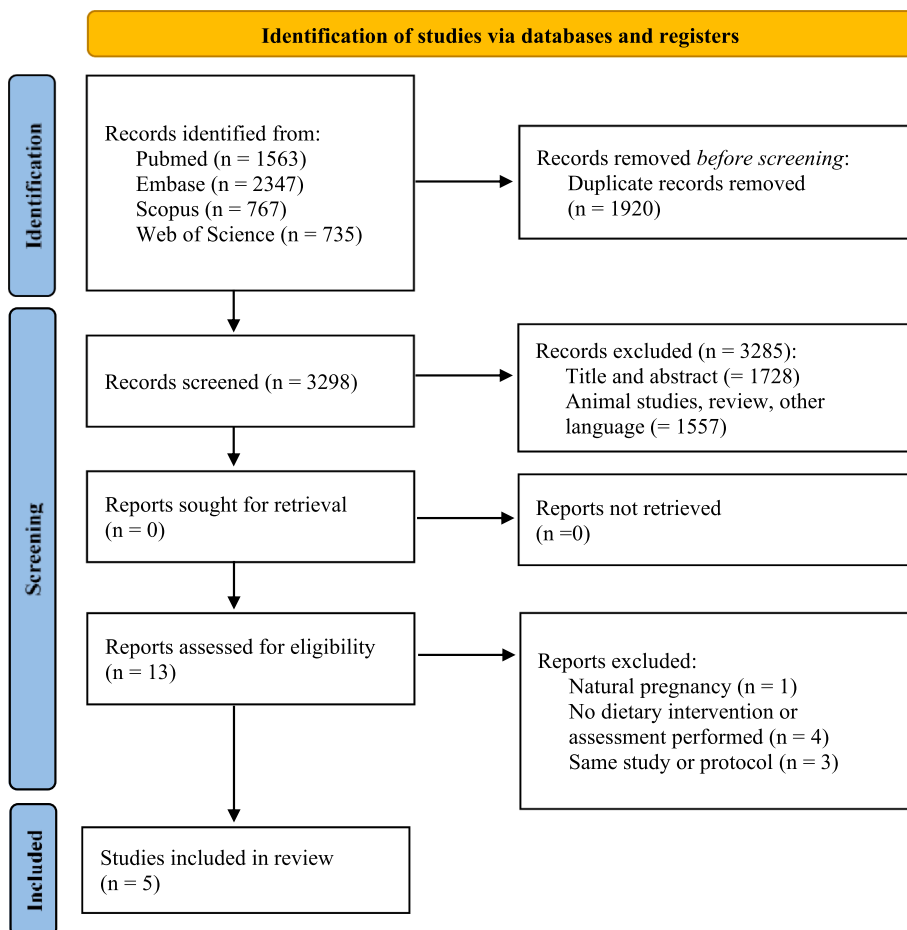 Identification of studies via databases and registers
Identification
Records identified from:
Pubmed (n = 1563)
Embase (n = 2347)
Scopus (n = 767)
Web of Science (n = 735)
Records removed before screening:
Duplicate records removed
(n = 1920)
Screening
Records screened (n = 3298)
Records excluded (n = 3285):
Title and abstract (= 1728)
Animal studies, review, other
language (= 1557)
Reports sought for retrieval
(n = 0)
Reports not retrieved
(n =0)
Reports assessed for eligibility
(n = 13)
Reports excluded:
Natural pregnancy (n = 1)
No dietary intervention or
assessment performed (n = 4)
Same study or protocol (n = 3)
Included
Studies included in review
(n = 5)